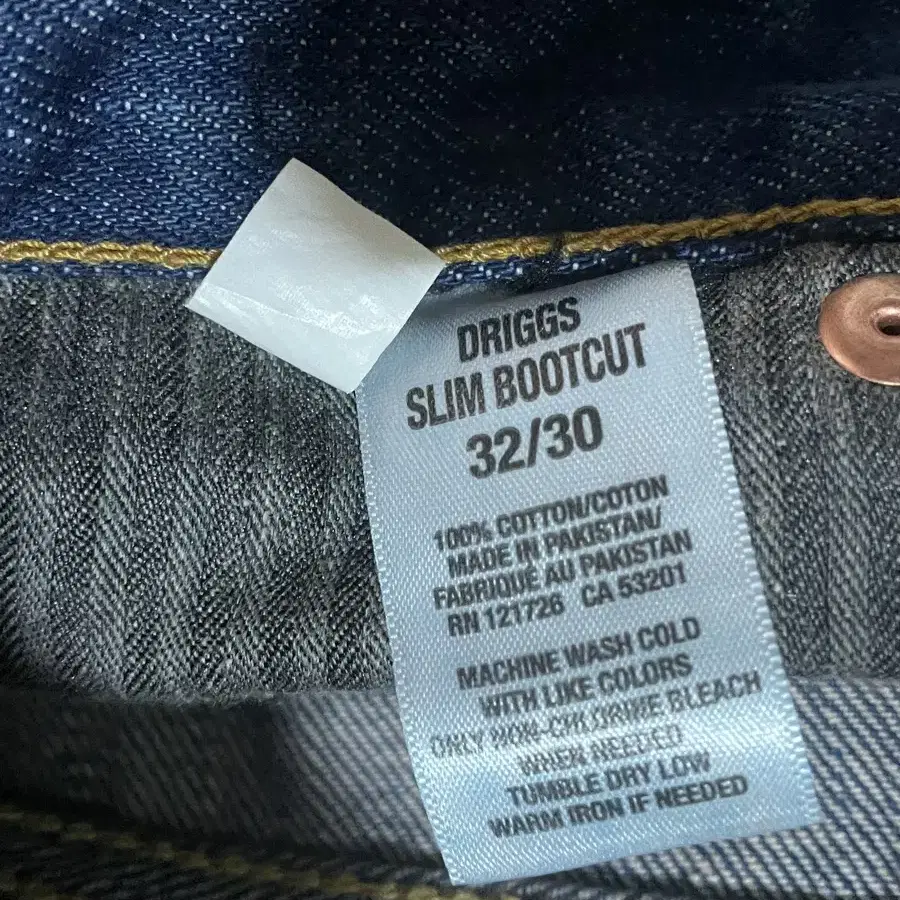 DRIGGS
SLIM BOOTCUT
32/30
100% COTTON/COTON
MADE IN PAKISTAN/
FABRIQUÉ AU PAKISTAN
RN 121726 CA 53201
MACHINE WASH COLD
WITH LIKE COLORS
ONLY NON-CHLORINE BLEACH
WHEN NEEDED
TUMBLE DRY LOW
WARM IRON IF NEEDED